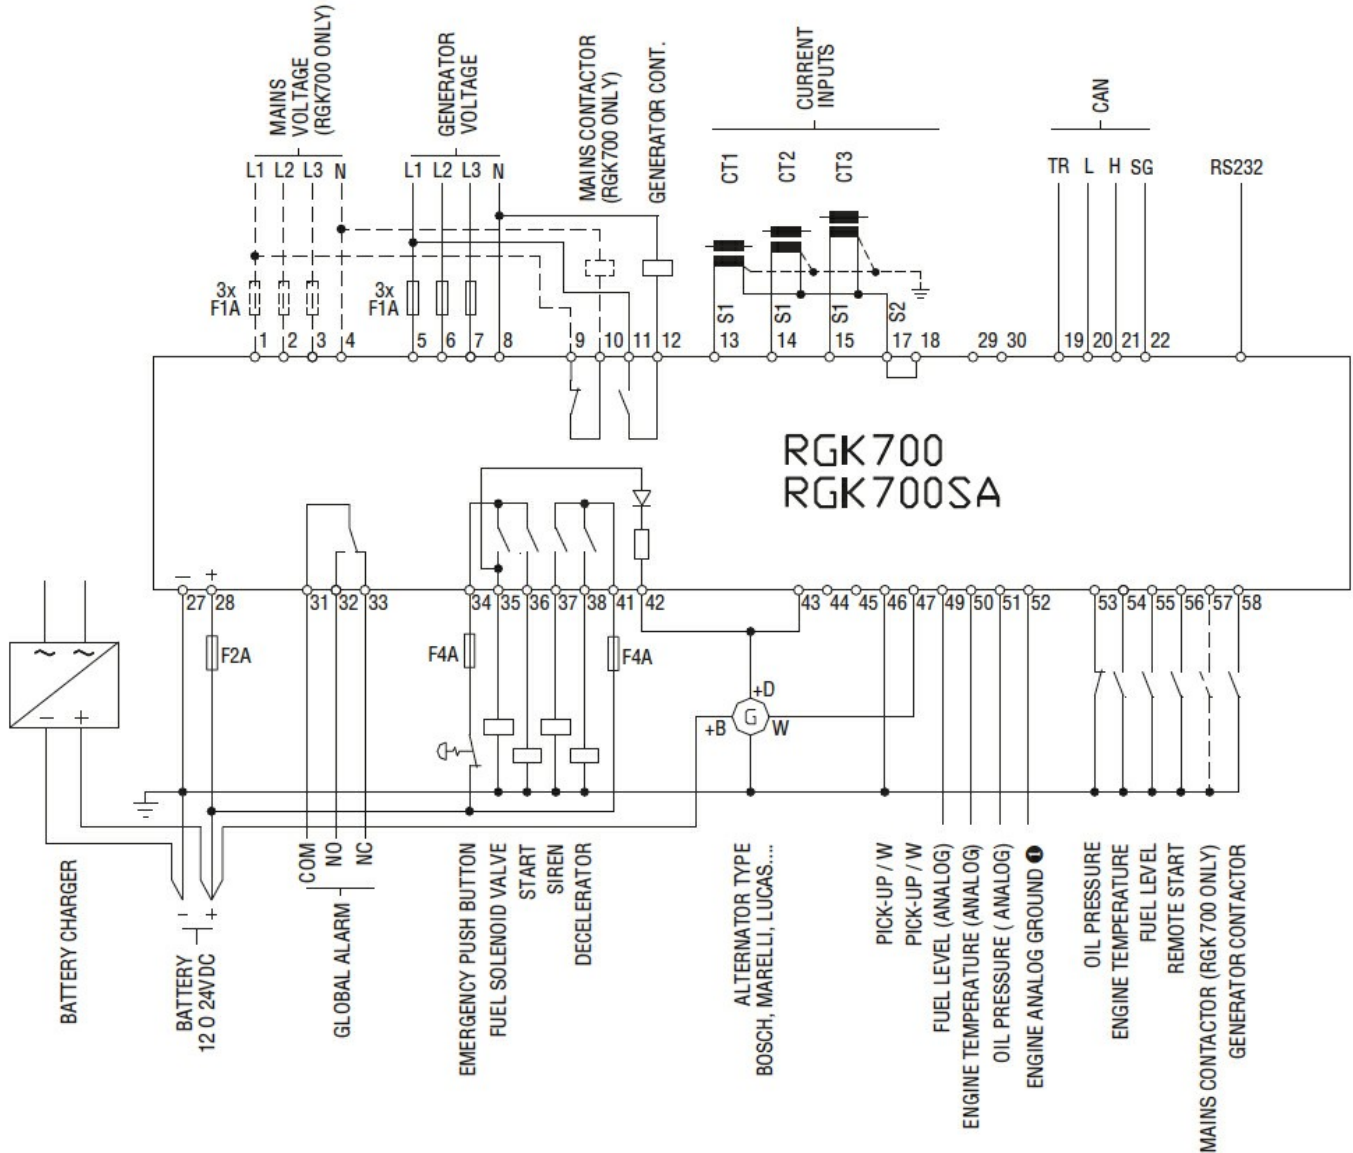 MAINS
VOLTAGE
(RGK700 ONLY)
GENERATOR
VOLTAGE
MAINS CONTACTOR
(RGK700 ONLY)
GENERATOR CONT.
CURRENT
INPUTS
CAN
L1 L2 L3 N
L1 L2 L3 N
CT1
CT2
CT3
TR L H SG
RS232
3x
F1A
3x
F1A
S1
S1
S1
S2
1 2 3 4
5 6 7 8
9 10 11 12
13 14 15 17 18
29 30
19 20 21 22
RGK700
RGK700SA
– +
27 28
31 32 33
34 35 36 37 38 41 42
43 44 45 46 47 49 50 51 52
53 54 55 56 57 58
~ ~
– +
F2A
F4A
F4A
+D
+B
G
W
BATTERY CHARGER
– +
BATTERY
12 0 24VDC
COM
NO
NC
GLOBAL ALARM
EMERGENCY PUSH BUTTON
FUEL SOLENOID VALVE
START
SIREN
DECELERATOR
ALTERNATOR TYPE
BOSCH, MARELLI, LUCAS....
PICK-UP / W
PICK-UP / W
FUEL LEVEL (ANALOG)
ENGINE TEMPERATURE (ANALOG)
OIL PRESSURE ( ANALOG)
ENGINE ANALOG GROUND ❶
OIL PRESSURE
ENGINE TEMPERATURE
FUEL LEVEL
REMOTE START
MAINS CONTACTOR (RGK 700 ONLY)
GENERATOR CONTACTOR